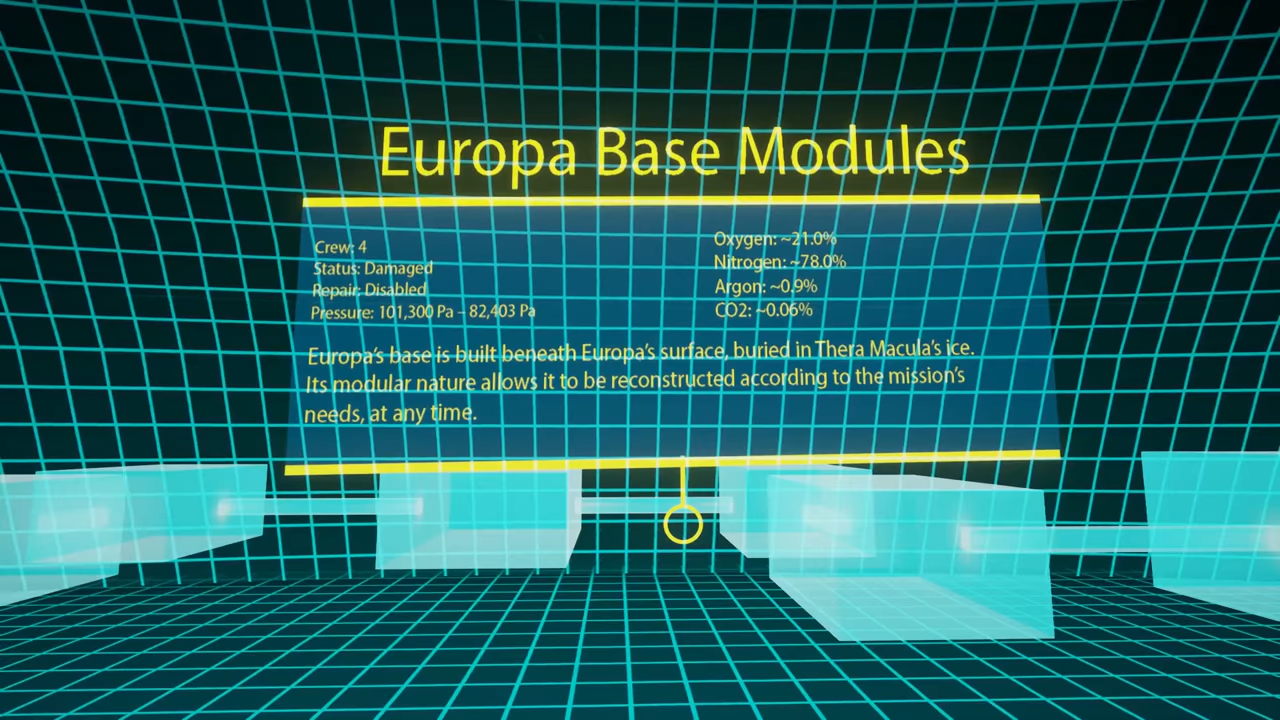 Europa Base Modules
Crew: 4
Status: Damaged
Repair: Disabled
Pressure: 101,300 Pa - 82,403 Pa
Oxygen: ~21.0%
Nitrogen: ~78.0%
Argon: ~0.9%
CO2: ~0.06%
Europa's base is built beneath Europa's surface, buried in Thera Macula's ice.
Its modular nature allows it to be reconstructed according to the mission's
needs, at any time.